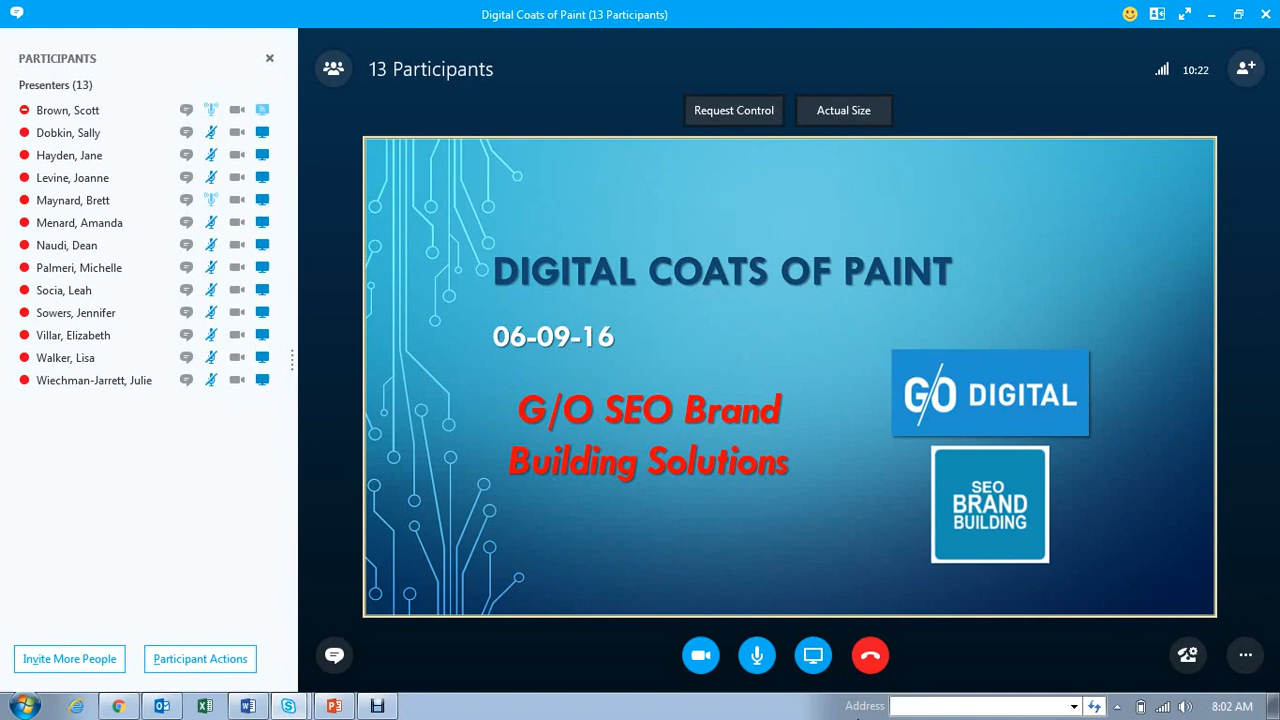 Digital Coats of Paint (13 Participants)
PARTICIPANTS
Presenters (13)
Brown, Scott
Dobkin, Sally
Hayden, Jane
Levine, Joanne
Maynard, Brett
Menard, Amanda
Naudi, Dean
Palmeri, Michelle
Socia, Leah
Sowers, Jennifer
Villar, Elizabeth
Walker, Lisa
Wiechman-Jarrett, Julie
Invite More People
Participant Actions
13 Participants
10:22
Request Control
Actual Size
DIGITAL COATS OF PAINT
06-09-16
G/O SEO Brand
Building Solutions
G/O DIGITAL
SEO
BRAND
BUILDING
Address
8:02 AM